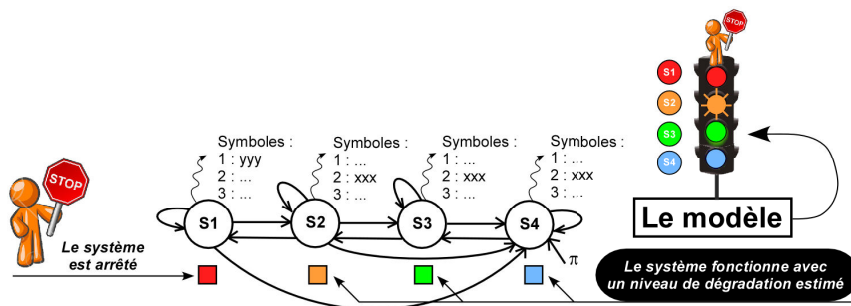 STOP
S1
S2
S3
S4
Symboles :
1 : yyy
2 : ...
3 : ...
Symboles :
1 : ...
2 : xxx
3 : ...
Symboles :
1 : ...
2 : xxx
3 : ...
Symboles :
1 : ...
2 : xxx
3 : ...
STOP
S1
S2
S3
S4
Le modèle
Le système
est arrêté
π
Le système fonctionne avec
un niveau de dégradation estimé